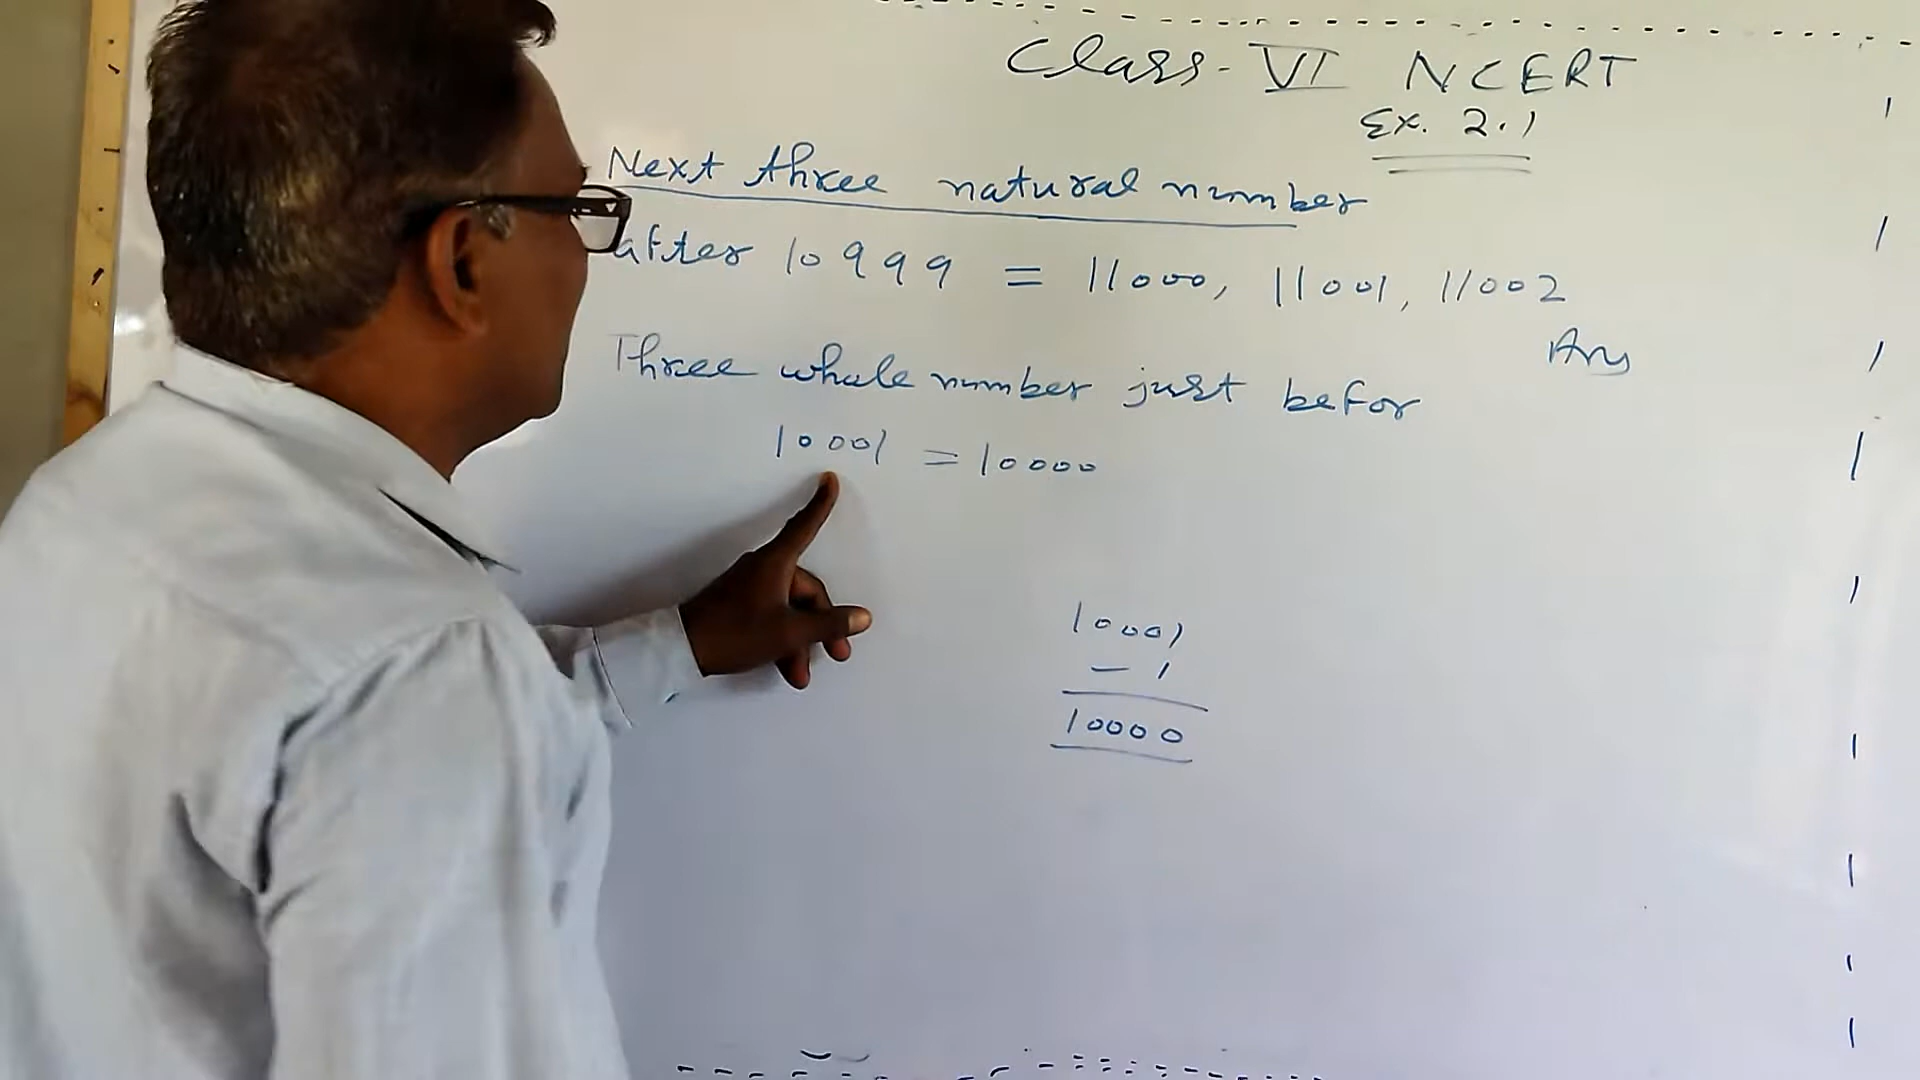 Class - VI NCERT
Ex. 2.1
Next three natural number
after 10999 = 11000, 11001, 11002
Ans
Three whole number just befor
10001 = 10000
10001
- 1
10000